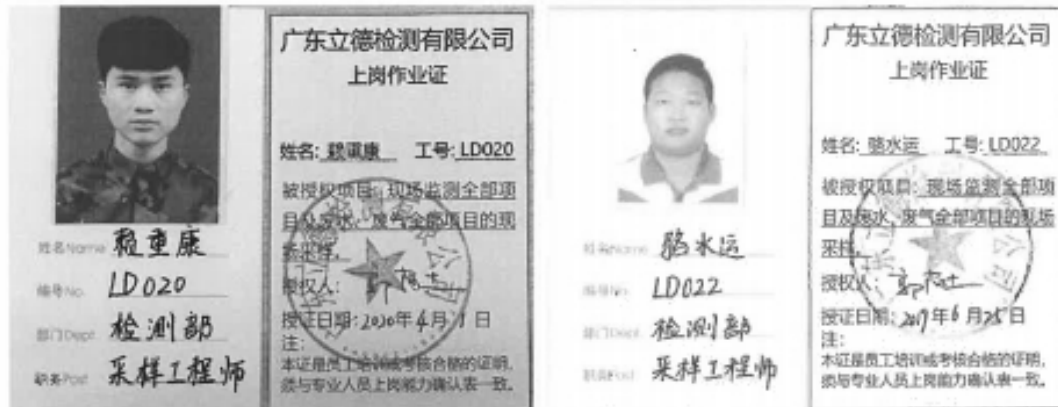 广东立德检测有限公司
上岗作业证
姓名: 赖重康 工号: LD020
被授权项目: 现场监测全部项
目及废水、废气全部项目的现
场采样。
授权人:
授证日期: 2020年4月1日
注:
本证是员工培训或考核合格的证明,
须与专业人员上岗能力确认表一致。
姓名Name 赖重康
编号No. LD020
部门Dept 检测部
职务Post 采样工程师
广东立德检测有限公司
上岗作业证
姓名: 骆水运 工号: LD022
被授权项目: 现场监测全部项
目及废水、废气全部项目的现场
采样。
授权人:
授证日期: 2017年6月25日
注:
本证是员工培训或考核合格的证明,
须与专业人员上岗能力确认表一致。
姓名Name 骆水运
编号No. LD022
部门Dept 检测部
职务Post 采样工程师